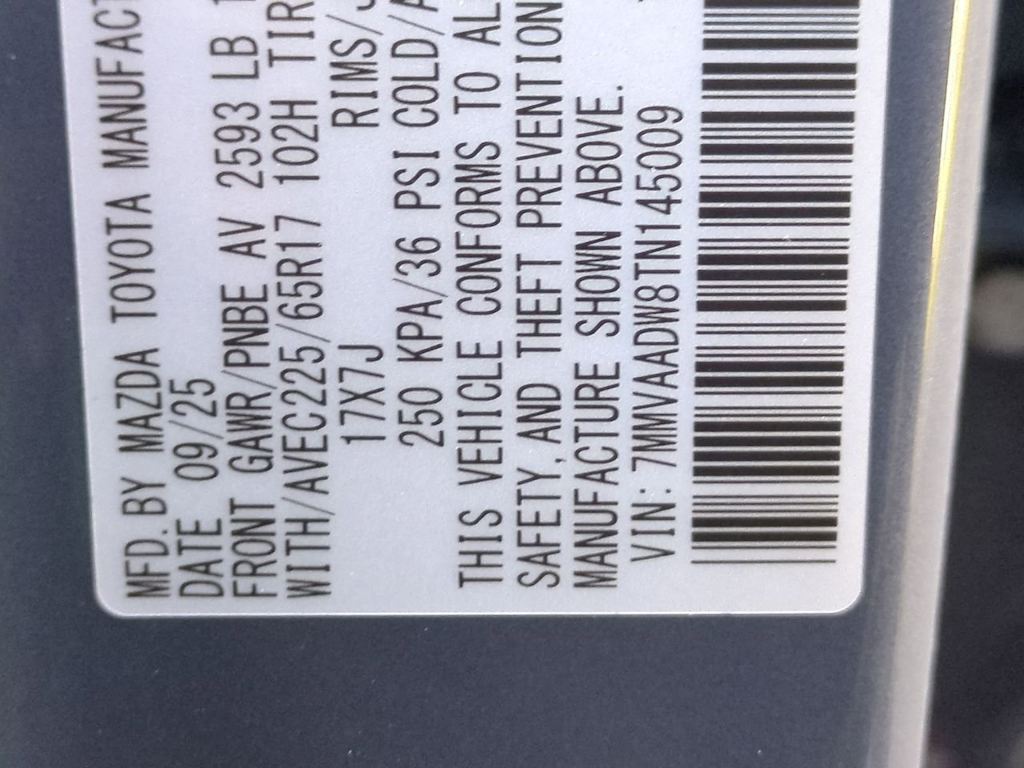 MFD. BY MAZDA TOYOTA MANUFACT
DATE 09/25
FRONT GAWR/PNBE AV 2593 LB
WITH/AVEC225/65R17 102H TIR
17X7J RIMS/J
250 KPA/36 PSI COLD/A
THIS VEHICLE CONFORMS TO AL
SAFETY, AND THEFT PREVENTION
MANUFACTURE SHOWN ABOVE.
VIN: 7MMVAADW8TN145009